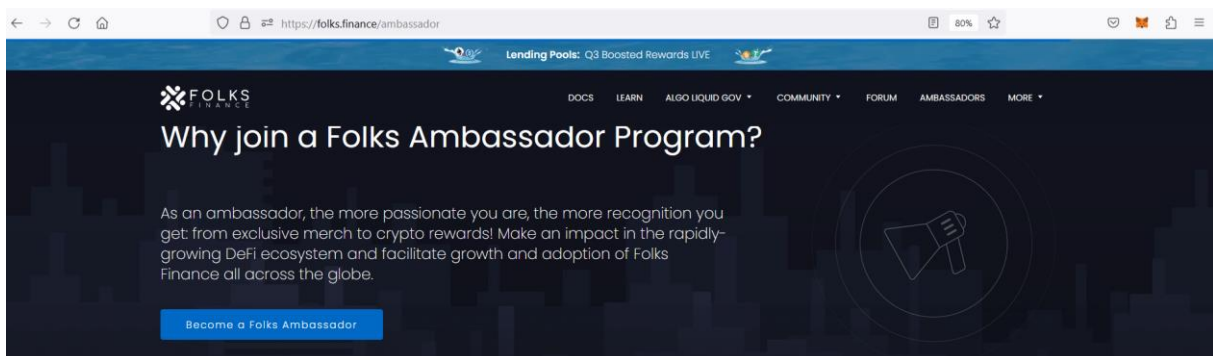 https://folks.finance/ambassador
80%
Lending Pools: Q3 Boosted Rewards LIVE
FOLKS
FINANCE
DOCS LEARN ALGO LIQUID GOV COMMUNITY FORUM AMBASSADORS MORE
Why join a Folks Ambassador Program?
As an ambassador, the more passionate you are, the more recognition you
get: from exclusive merch to crypto rewards! Make an impact in the rapidly-
growing DeFi ecosystem and facilitate growth and adoption of Folks
Finance all across the globe.
Become a Folks Ambassador